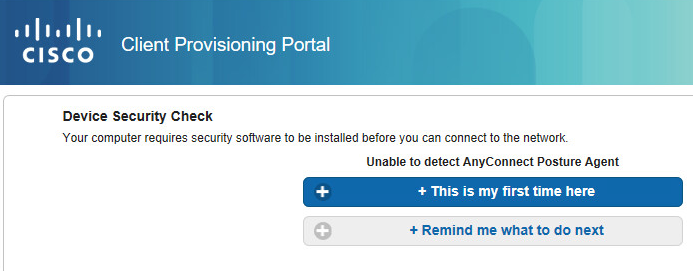 CISCO
Client Provisioning Portal
Device Security Check
Your computer requires security software to be installed before you can connect to the network.
Unable to detect AnyConnect Posture Agent
+ This is my first time here
+ Remind me what to do next